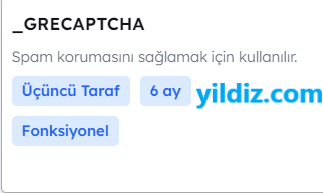 _GRECAPTCHA
Spam korumasını sağlamak için kullanılır.
Üçüncü Taraf 6 ay yildiz.com
Fonksiyonel